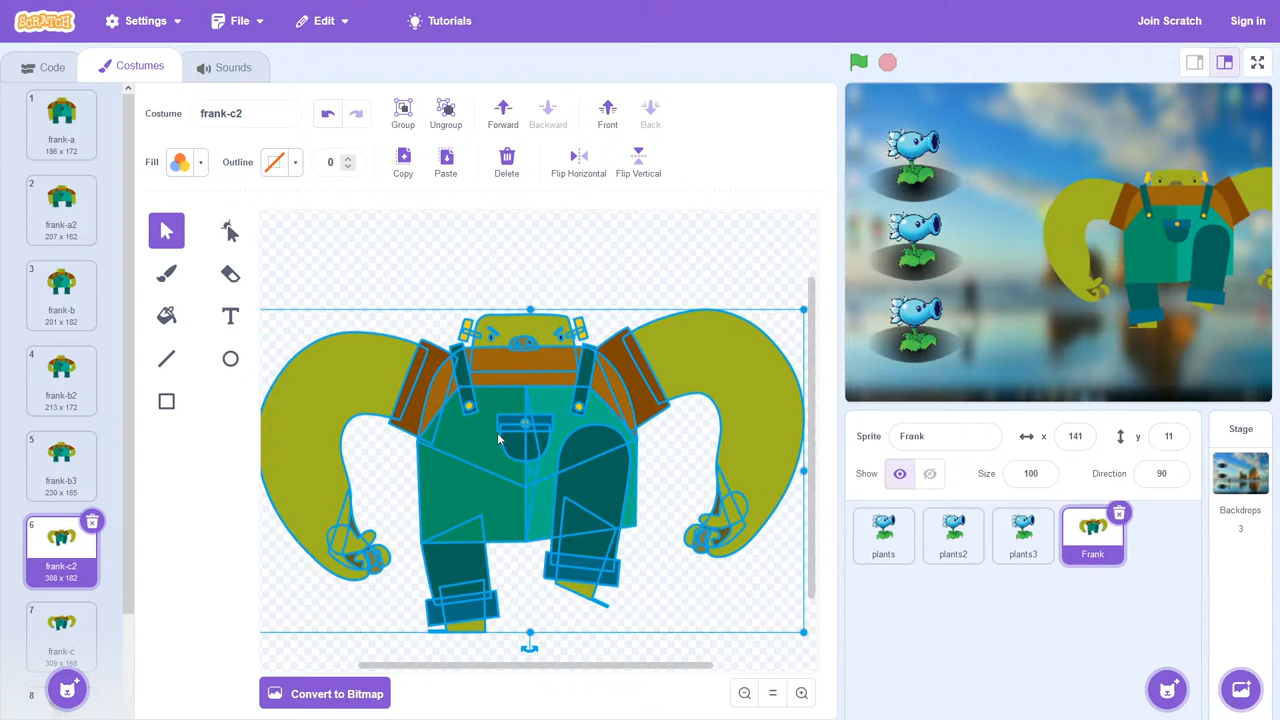 SCRATCH
Settings
File
Edit
Tutorials
Join Scratch
Sign in
Code
Costumes
Sounds
1
frank-a
186 x 172
2
frank-a2
207 x 162
3
frank-b
201 x 172
4
frank-b2
213 x 172
5
frank-b3
230 x 165
6
frank-c2
308 x 182
7
frank-c
309 x 168
8
Costume
frank-c2
Group
Ungroup
Forward
Backward
Front
Back
Fill
Outline
0
Copy
Paste
Delete
Flip Horizontal
Flip Vertical
Convert to Bitmap
Sprite
Frank
x
141
y
11
Show
Size
100
Direction
90
plants
plants2
plants3
Frank
Stage
Backdrops
3